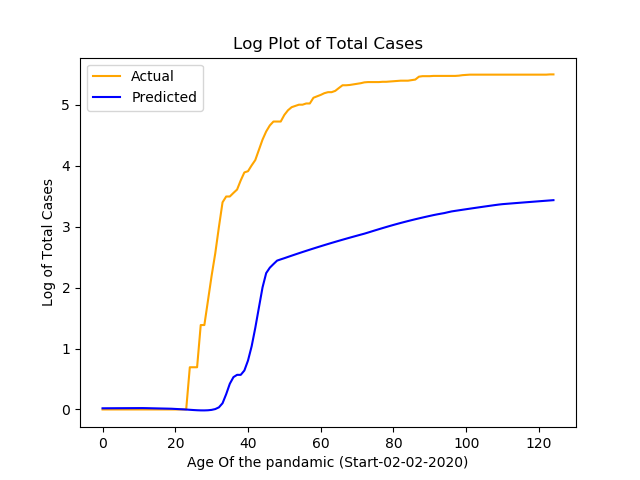 Log Plot of Total Cases
Actual
Predicted
Log of Total Cases
5
4
3
2
1
0
0 20 40 60 80 100 120
Age Of the pandamic (Start-02-02-2020)